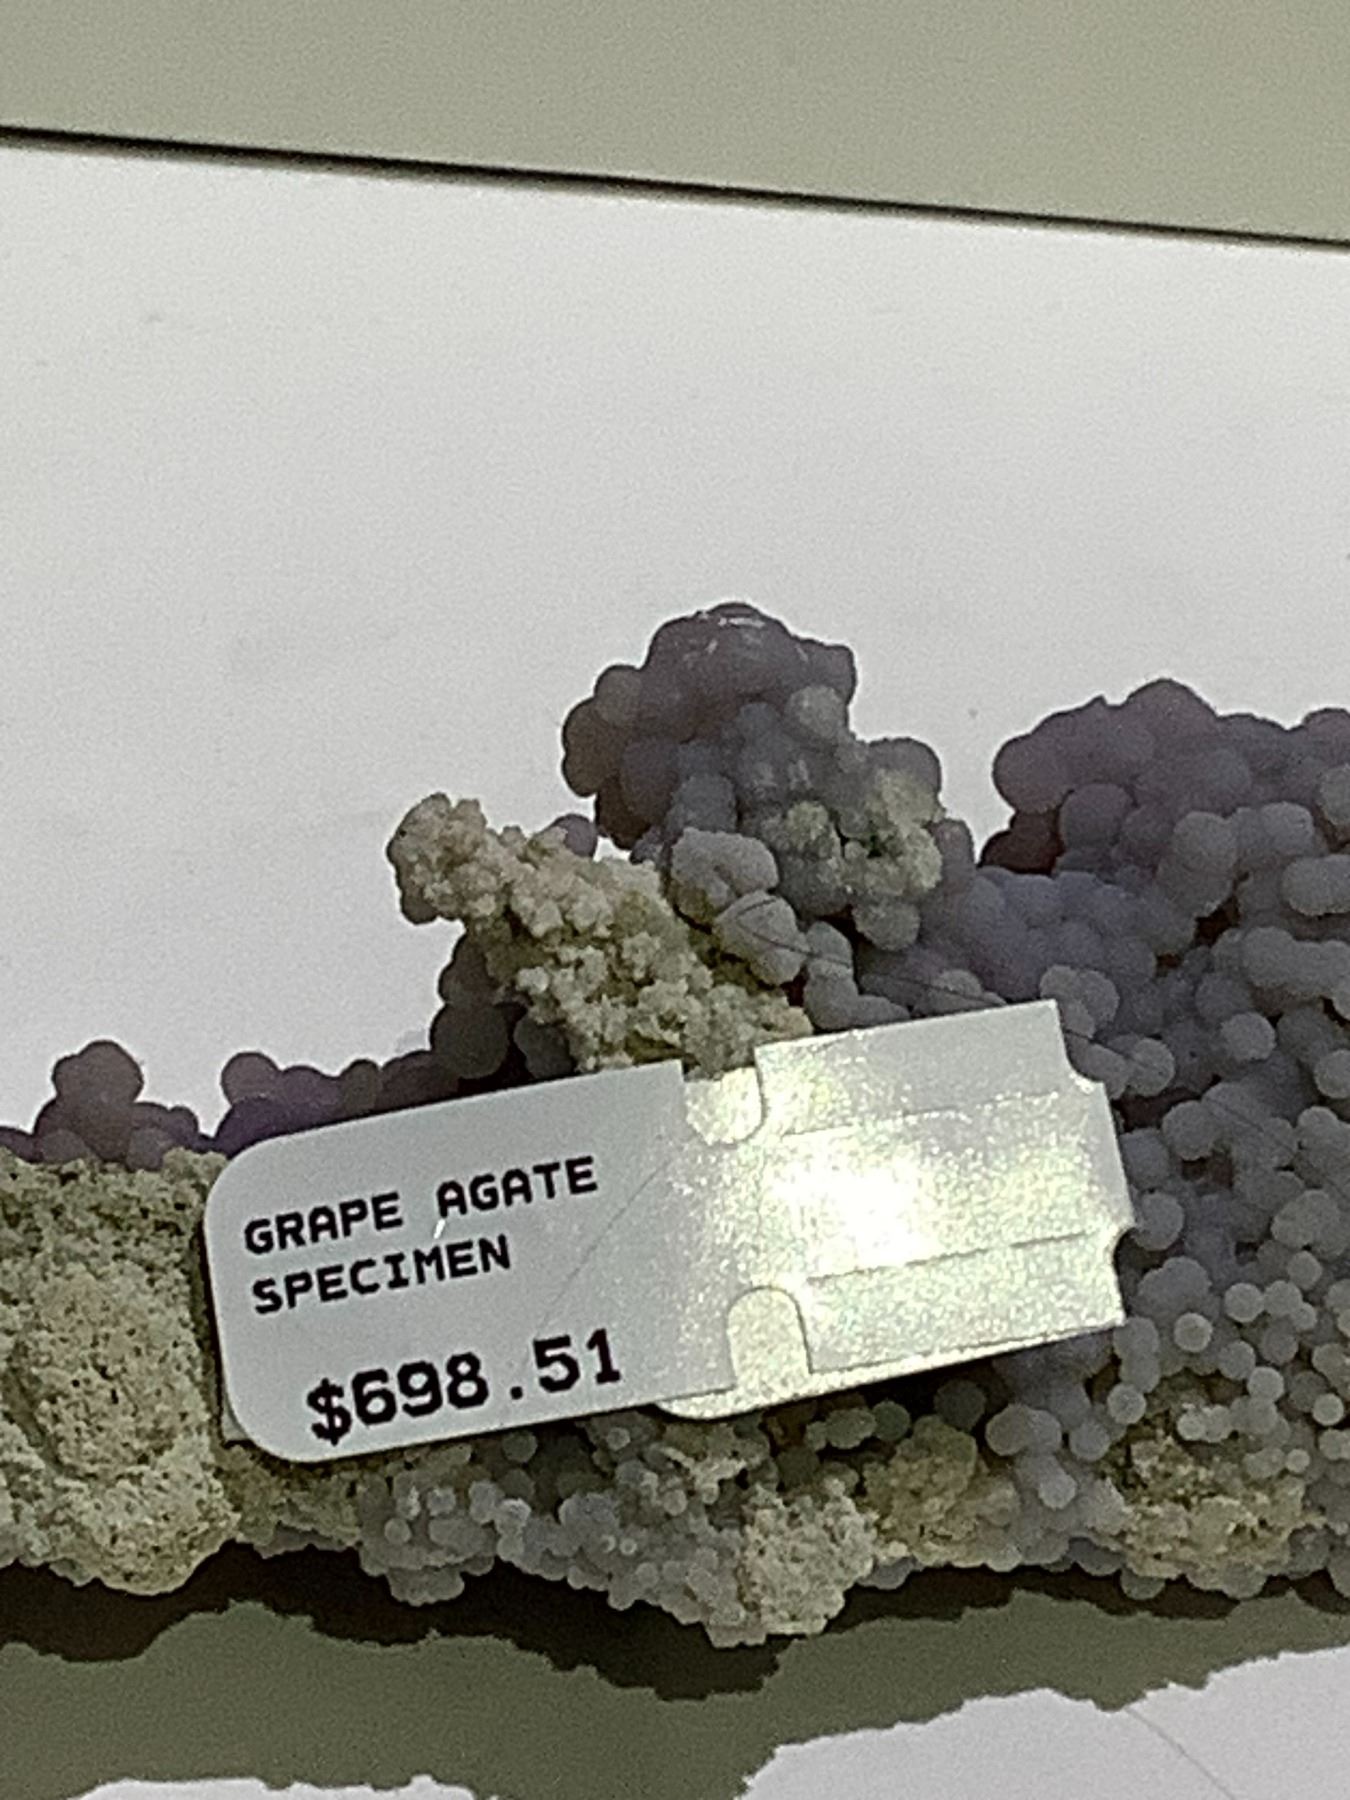 GRAPE AGATE
SPECIMEN
$698.51